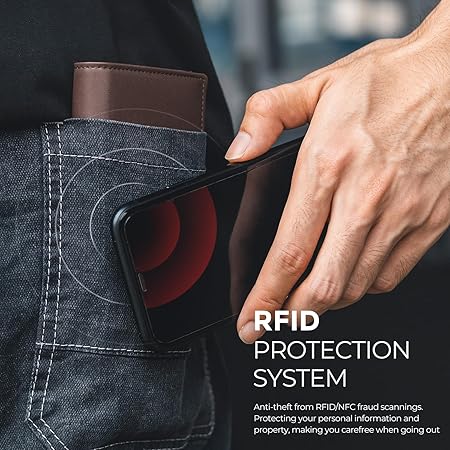 RFID
PROTECTION
SYSTEM
Anti-theft from RFID/NFC fraud scannings.
Protecting your personal information and
property, making you carefree when going out